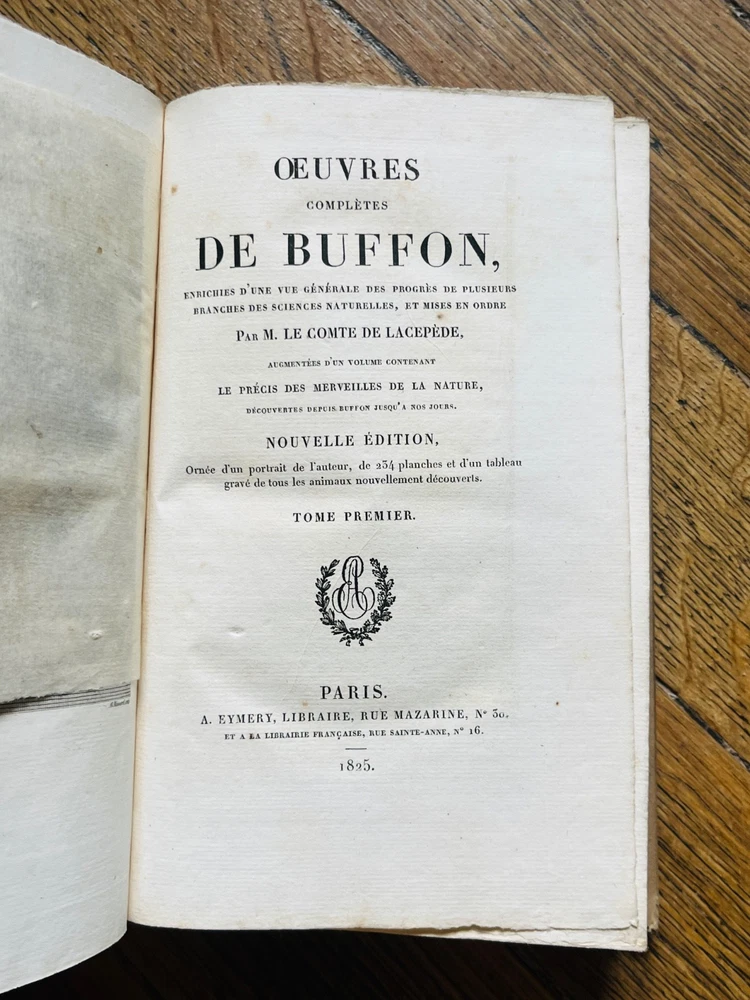 ŒUVRES
COMPLÈTES
DE BUFFON,
ENRICHIES D'UNE VUE GÉNÉRALE DES PROGRÈS DE PLUSIEURS
BRANCHES DES SCIENCES NATURELLES, ET MISES EN ORDRE
PAR M. LE COMTE DE LACEPÈDE,
AUGMENTÉES D'UN VOLUME CONTENANT
LE PRÉCIS DES MERVEILLES DE LA NATURE,
DÉCOUVERTES DEPUIS BUFFON JUSQU'A NOS JOURS.
NOUVELLE ÉDITION,
Ornée d'un portrait de l'auteur, de 234 planches et d'un tableau
gravé de tous les animaux nouvellement découverts.
TOME PREMIER.
AE
PARIS.
A. EYMERY, LIBRAIRE, RUE MAZARINE, N° 30,
ET A LA LIBRAIRIE FRANÇAISE, RUE SAINTE-ANNE, N° 16.
1825.